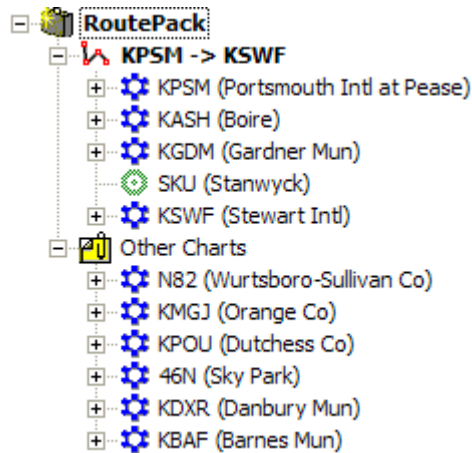 RoutePack
KPSM -> KSWF
KPSM (Portsmouth Intl at Pease)
KASH (Boire)
KGDM (Gardner Mun)
SKU (Stanwyck)
KSWF (Stewart Intl)
Other Charts
N82 (Wurtsboro-Sullivan Co)
KMGJ (Orange Co)
KPOU (Dutchess Co)
46N (Sky Park)
KDXR (Danbury Mun)
KBAF (Barnes Mun)